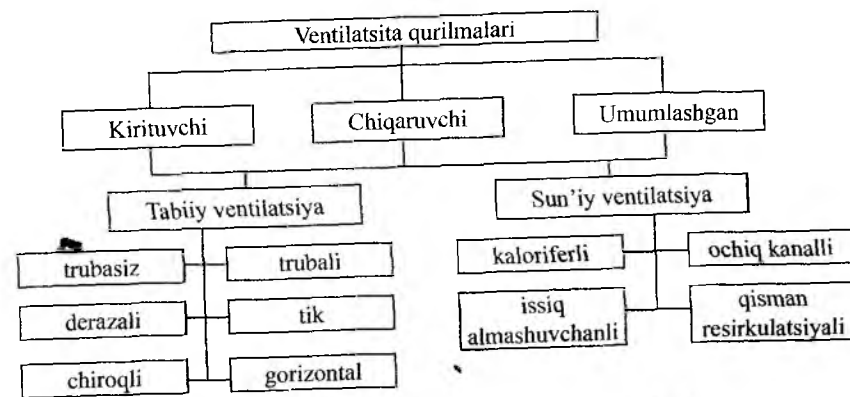 Ventilatsita qurilmalari
Kirituvchi
Chiqaruvchi
Umumlashgan
Tabiiy ventilatsiya
Sun’iy ventilatsiya
trubasiz
trubali
derazali
tik
chiroqli
gorizontal
kaloriferli
ochiq kanalli
issiq
almashuvchanli
qisman
resirkulatsiyali